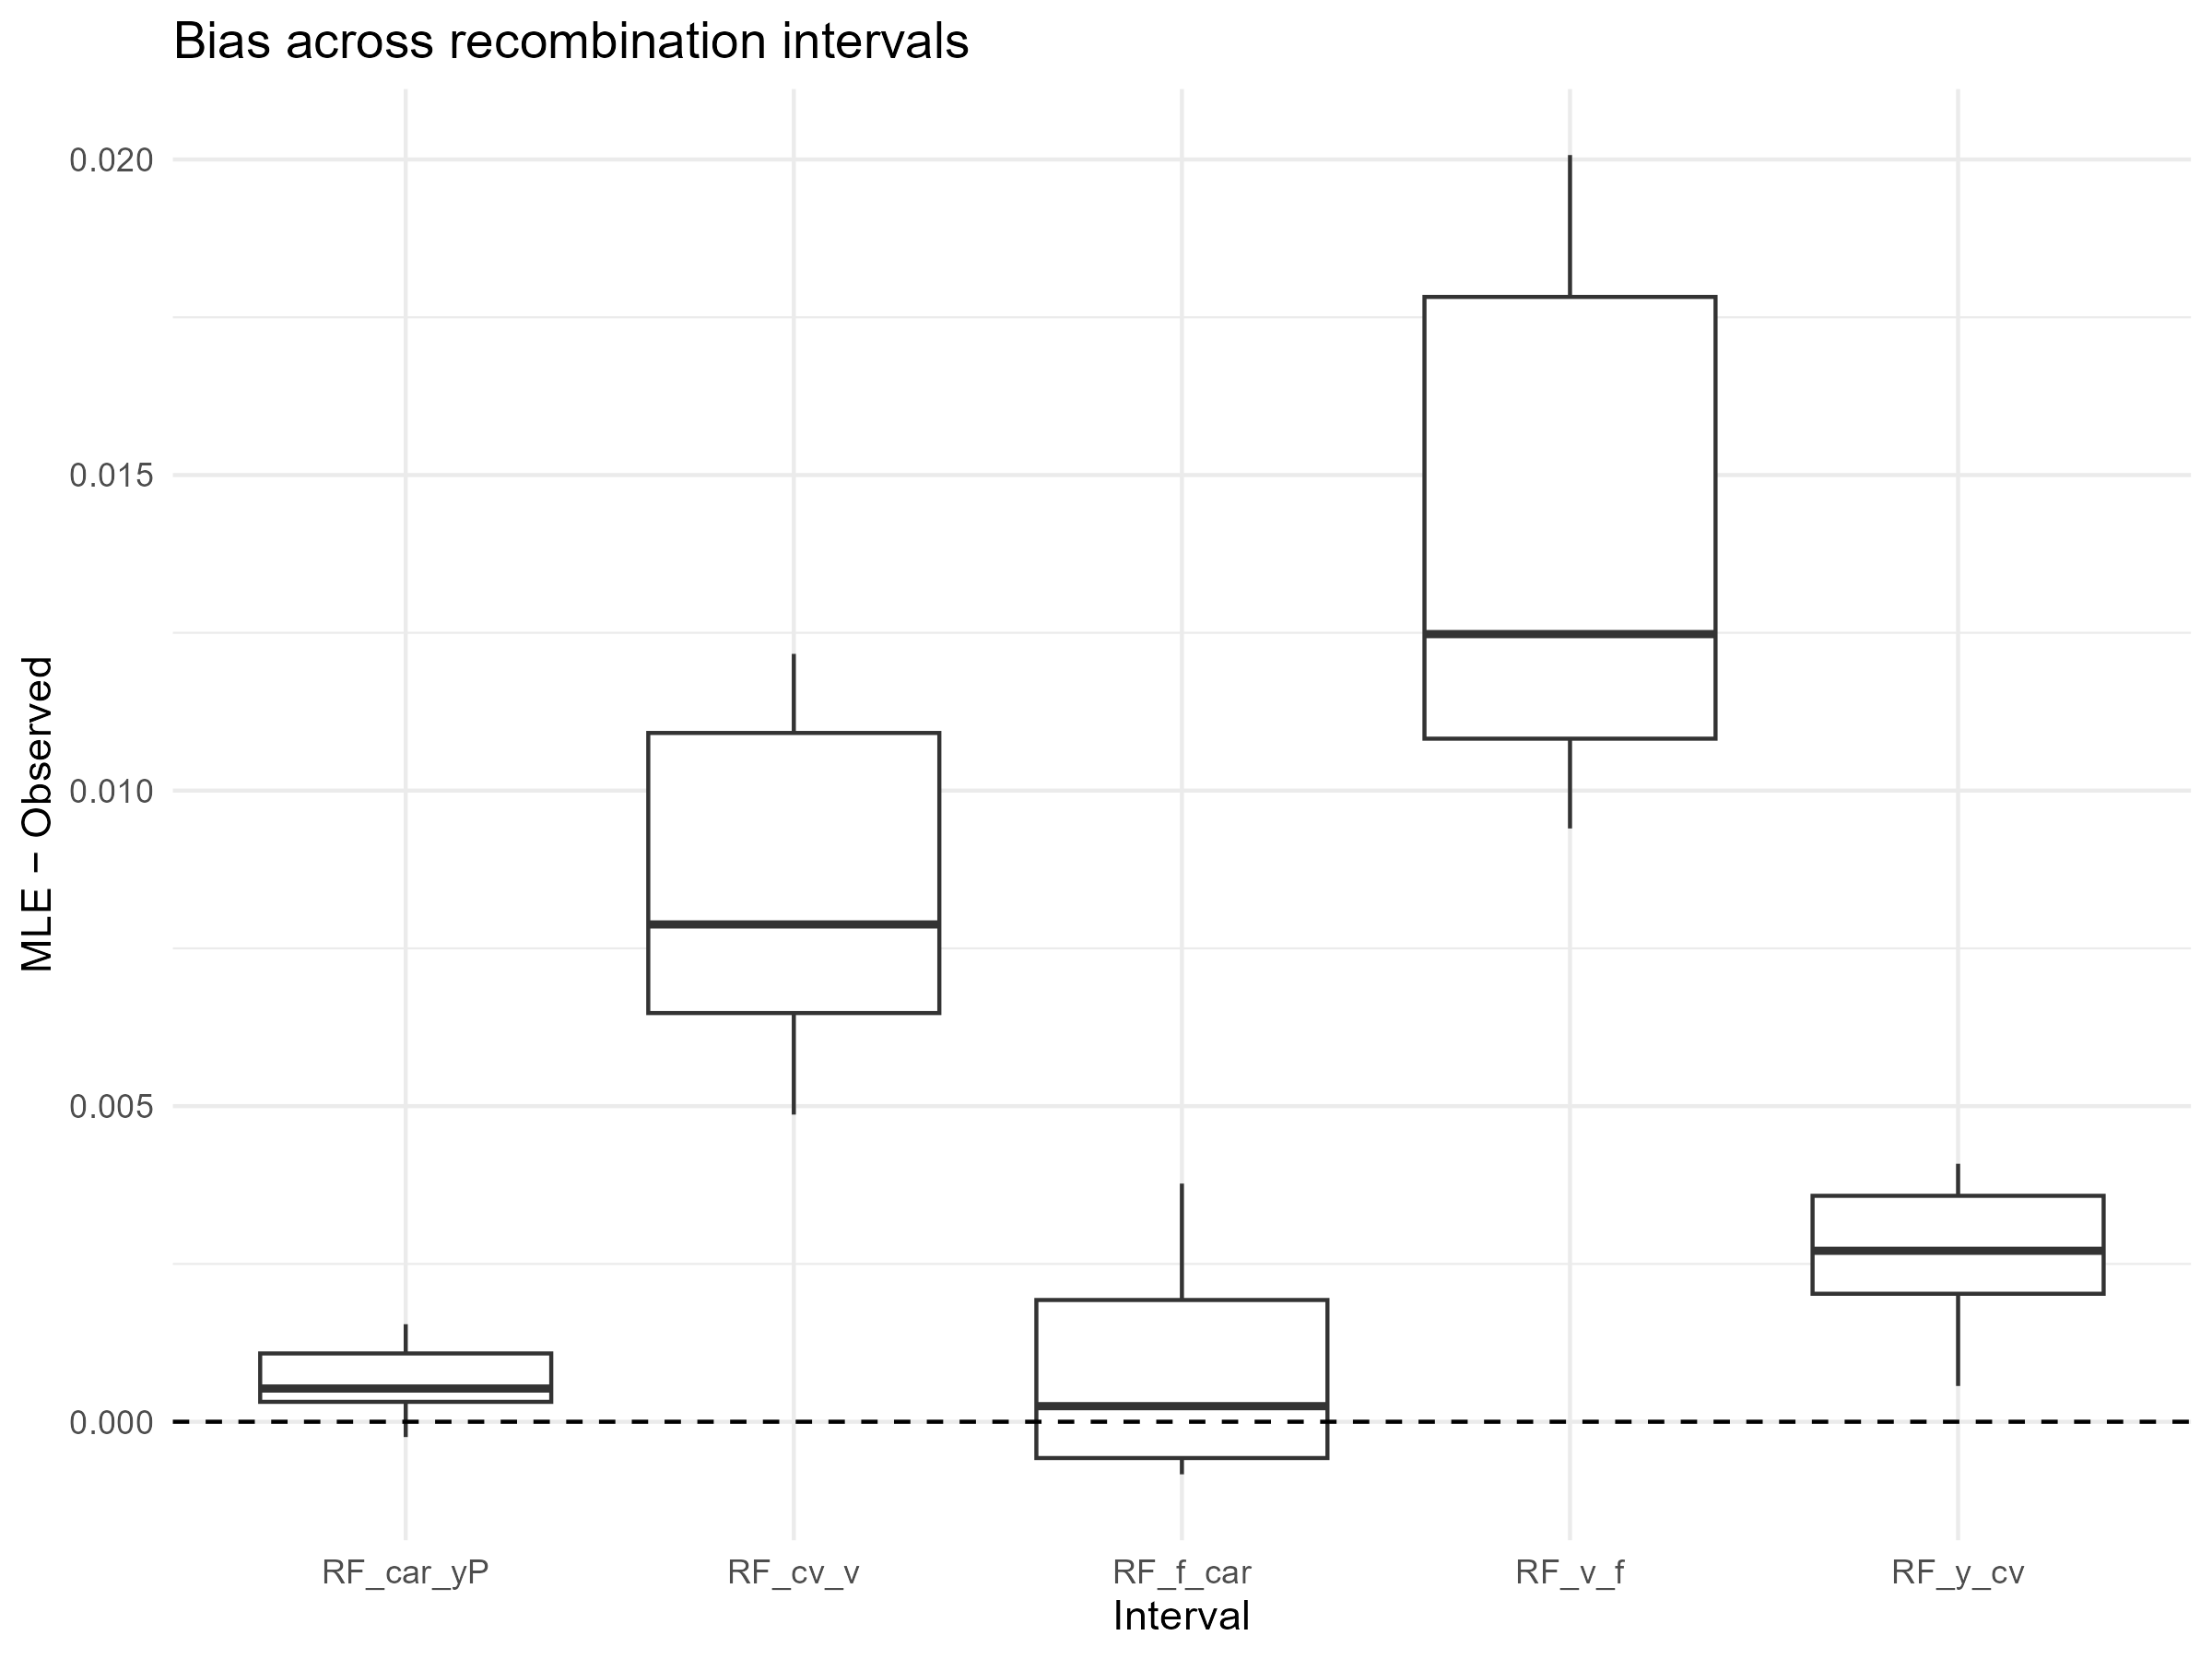 Bias across recombination intervals
MLE − Observed
0.020
0.015
0.010
0.005
0.000
RF_car_yP
RF_cv_v
RF_f_car
RF_v_f
RF_y_cv
Interval